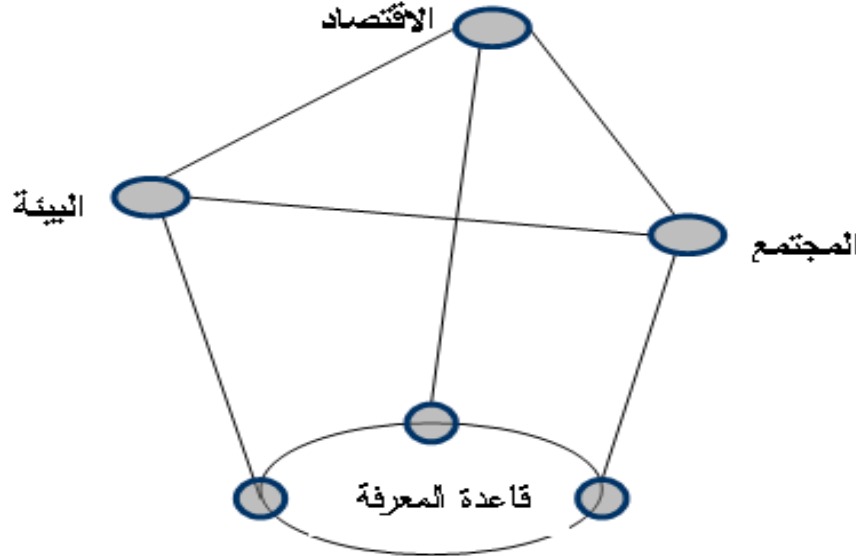 الاقتصاد
البيئة
المجتمع
قاعدة المعرفة